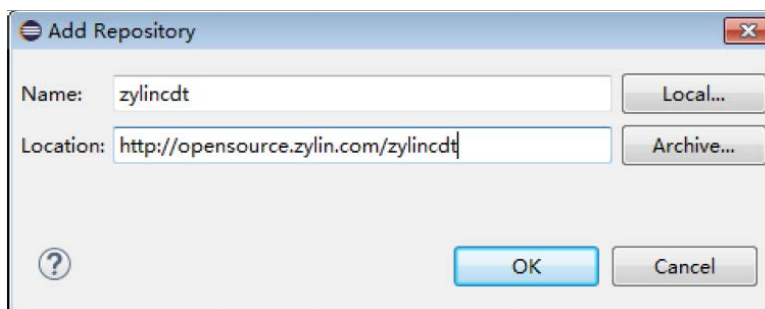 Add Repository
Name: zylincdt Local...
Location: http://opensource.zylin.com/zylincdt Archive...
? OK Cancel